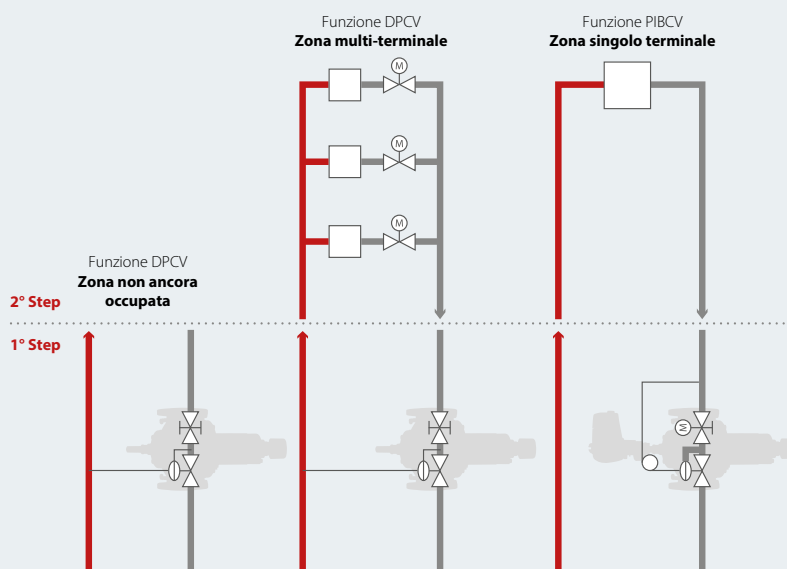 Funzione DPCV
Zona multi-terminale
Funzione PIBCV
Zona singolo terminale
M
M
M
Funzione DPCV
Zona non ancora
occupata
2° Step
1° Step
M